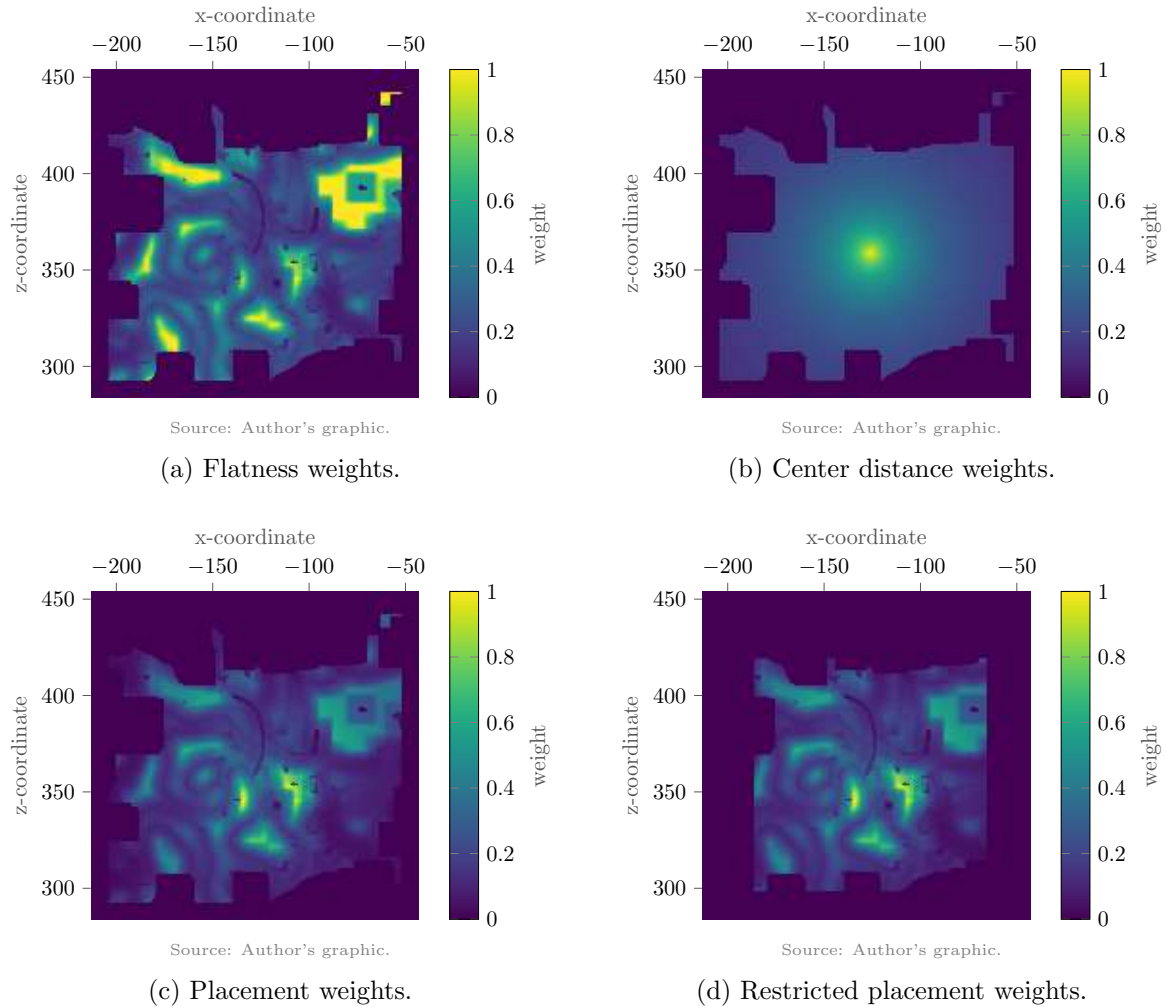 x-coordinate
−200 −150 −100 −50
450
400
350
300
z-coordinate
1
0.8
0.6
0.4
0.2
0
weight
Source: Author's graphic.
(a) Flatness weights.
x-coordinate
−200 −150 −100 −50
450
400
350
300
z-coordinate
1
0.8
0.6
0.4
0.2
0
weight
Source: Author's graphic.
(b) Center distance weights.
x-coordinate
−200 −150 −100 −50
450
400
350
300
z-coordinate
1
0.8
0.6
0.4
0.2
0
weight
Source: Author's graphic.
(c) Placement weights.
x-coordinate
−200 −150 −100 −50
450
400
350
300
z-coordinate
1
0.8
0.6
0.4
0.2
0
weight
Source: Author's graphic.
(d) Restricted placement weights.